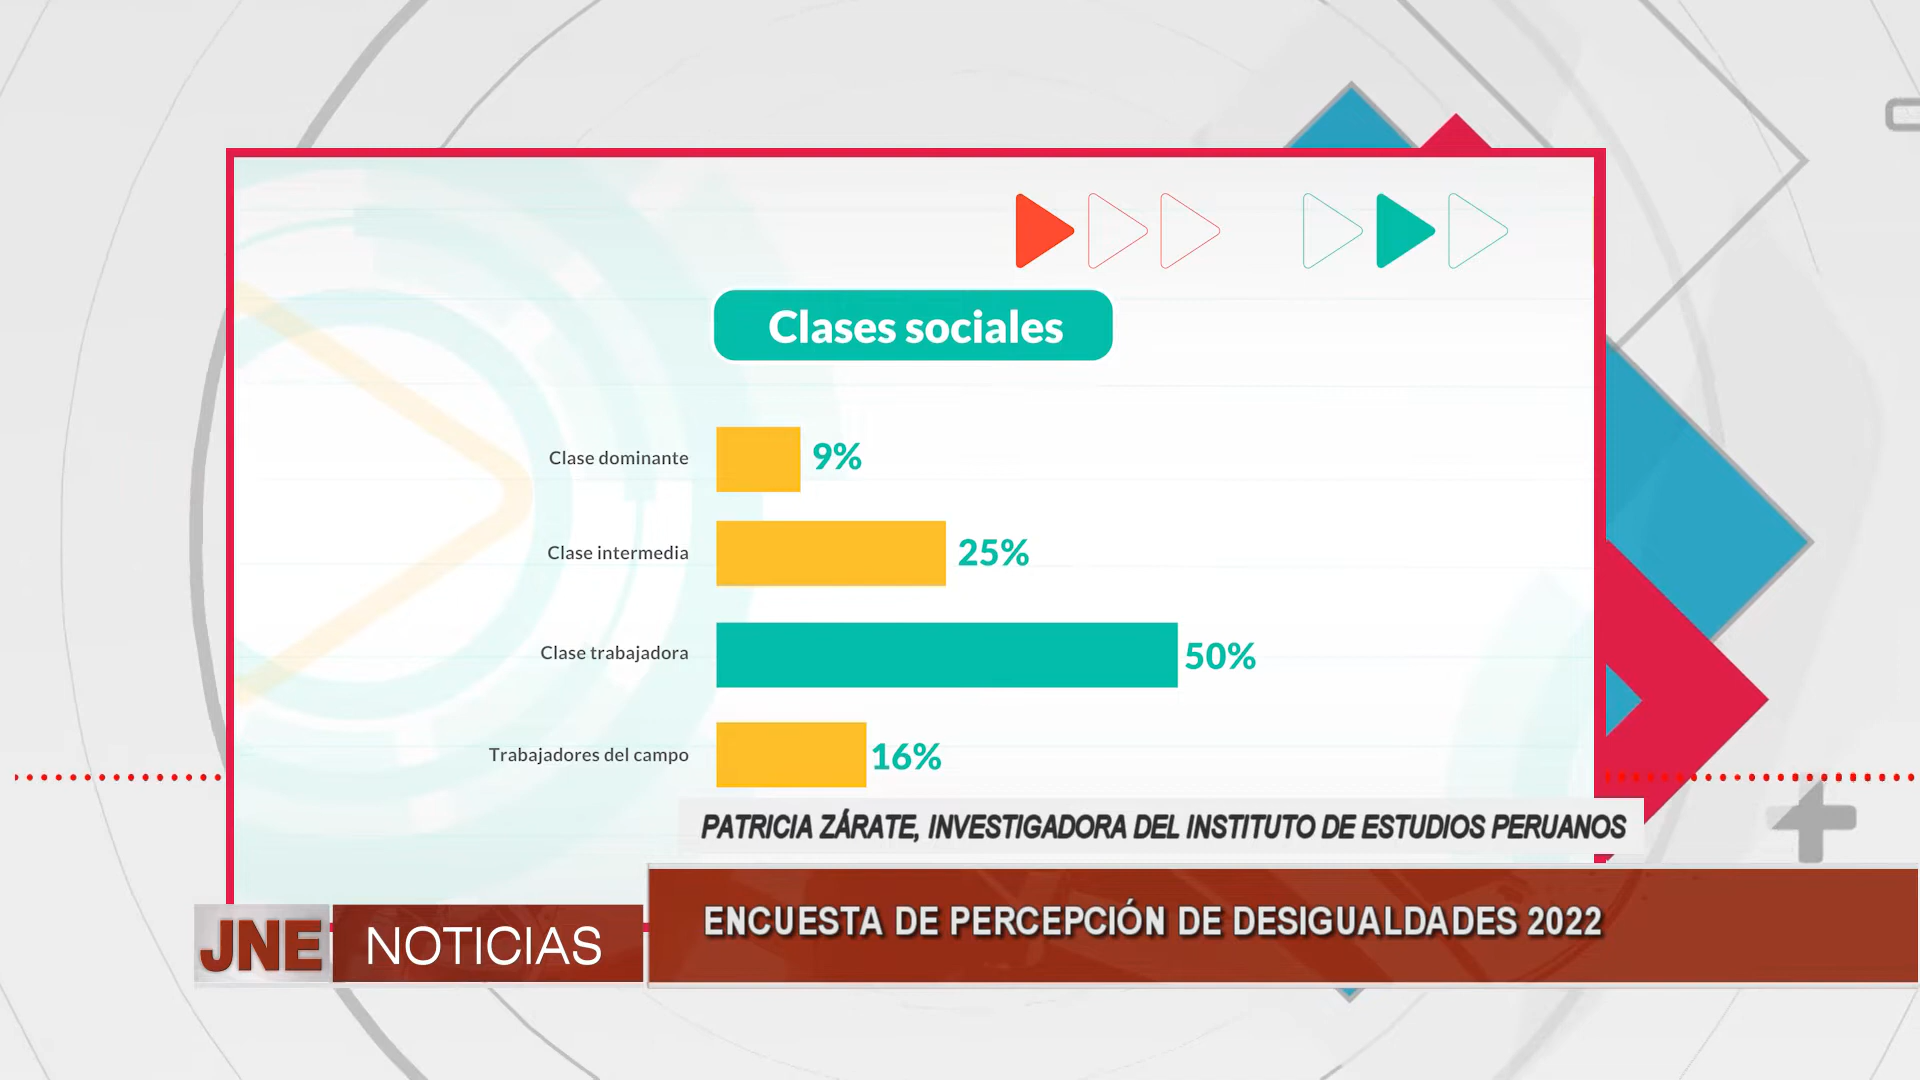 Clases sociales
Clase dominante 9%
Clase intermedia 25%
Clase trabajadora 50%
Trabajadores del campo 16%
PATRICIA ZÁRATE, INVESTIGADORA DEL INSTITUTO DE ESTUDIOS PERUANOS
ENCUESTA DE PERCEPCIÓN DE DESIGUALDADES 2022
JNE NOTICIAS